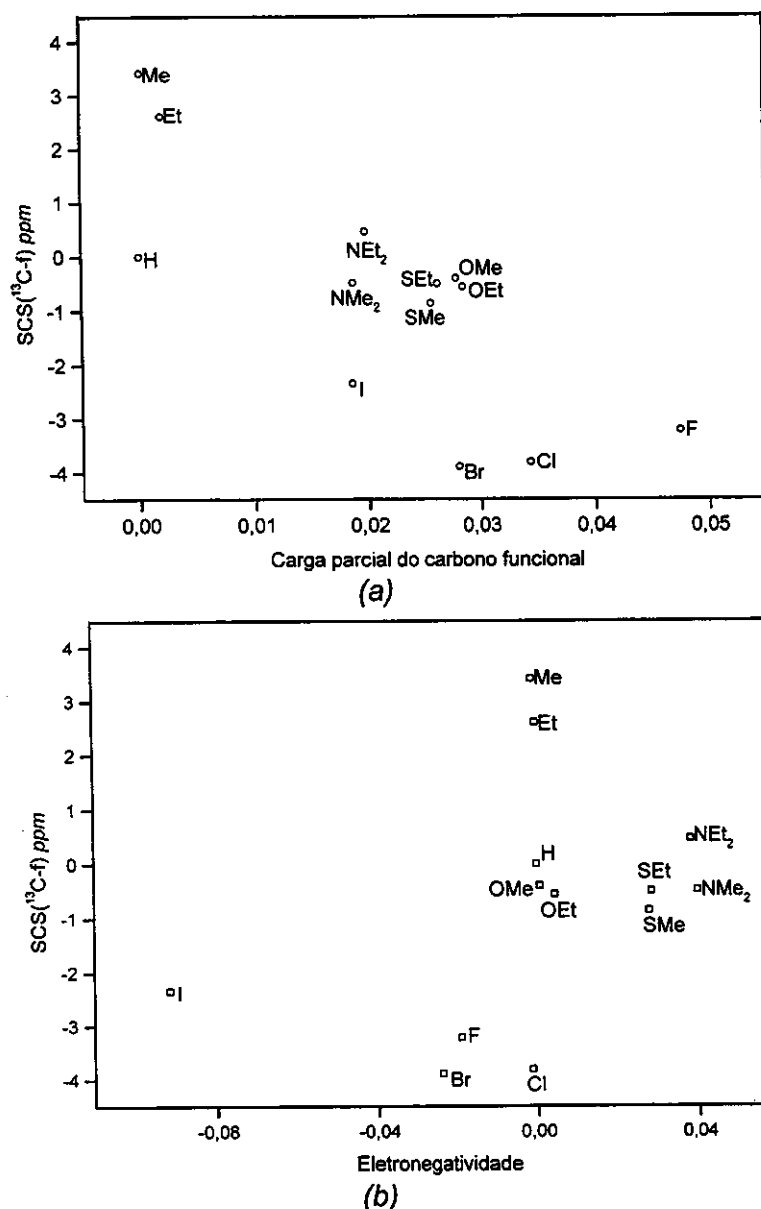 4
3
2
1
0
-1
-2
-3
-4
SCS(¹³C-f) ppm
Me
Et
H
NEt₂
NMe₂
SEt
OMe
OEt
SMe
I
F
Br
Cl
0,00 0,01 0,02 0,03 0,04 0,05
Carga parcial do carbono funcional
(a)
4
3
2
1
0
-1
-2
-3
-4
SCS(¹³C-f) ppm
Me
Et
NEt₂
H
SEt
OMe
NMe₂
OEt
SMe
I
F
Br
Cl
-0,08 -0,04 0,00 0,04
Eletronegatividade
(b)